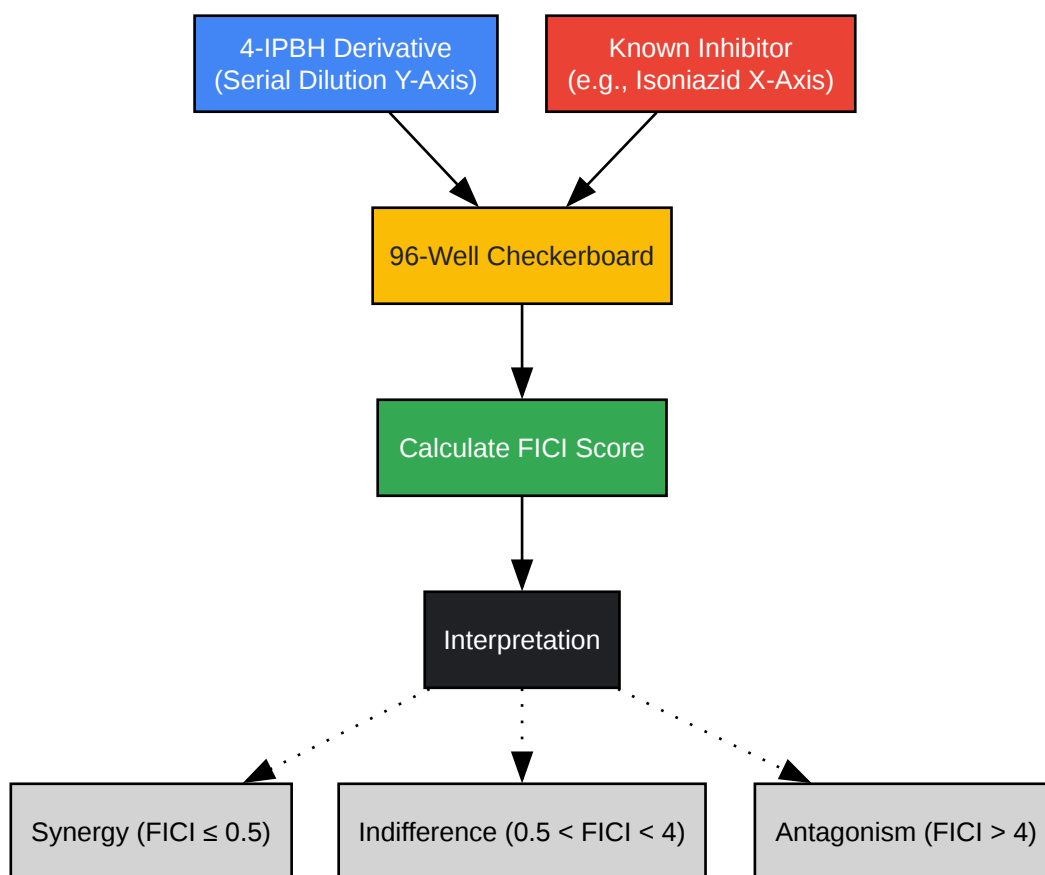 4-IPBH Derivative
(Serial Dilution Y-Axis)
Known Inhibitor
(e.g., Isoniazid X-Axis)
96-Well Checkerboard
Calculate FICI Score
Interpretation
Synergy (FICI ≤ 0.5)
Indifference (0.5 < FICI < 4)
Antagonism (FICI > 4)